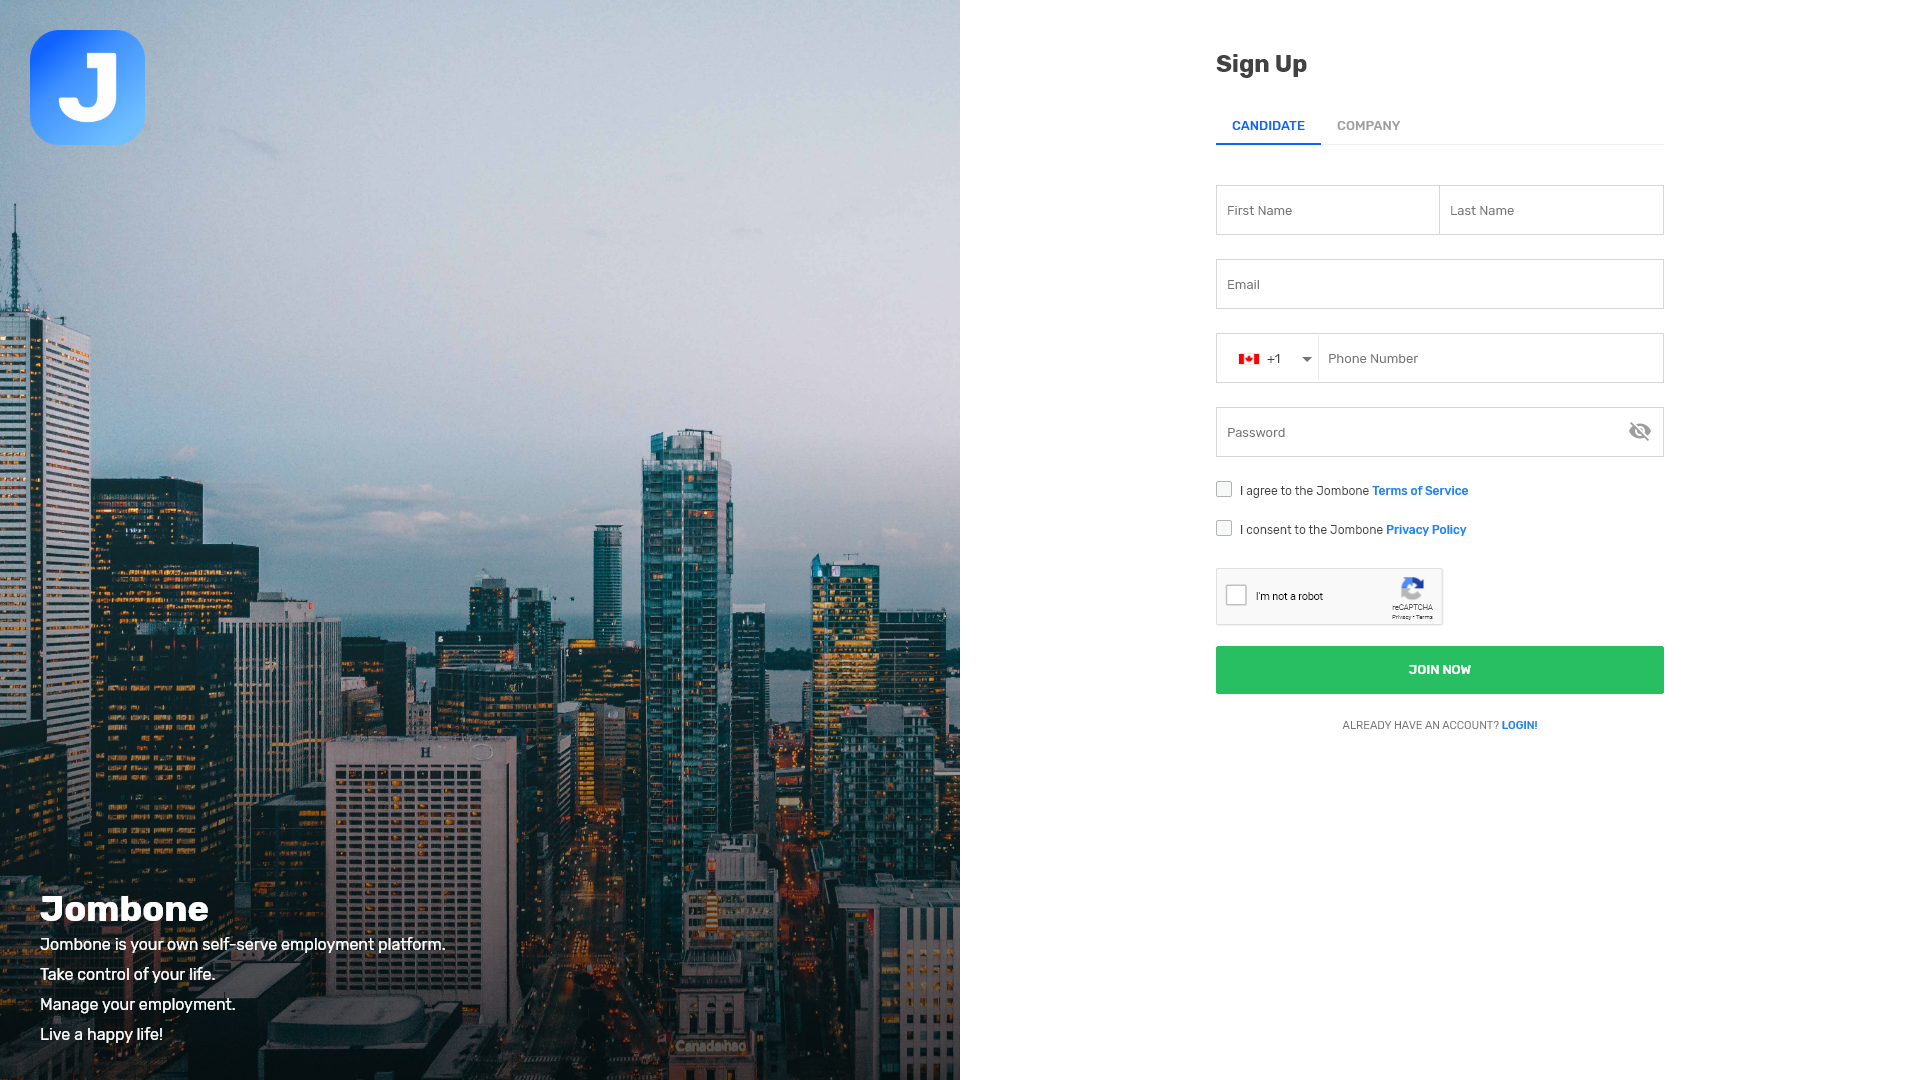 J
Jombone
Jombone is your own self-serve employment platform.
Take control of your life.
Manage your employment.
Live a happy life!
H
Sign Up
CANDIDATE COMPANY
First Name Last Name
Email
+1 Phone Number
Password
I agree to the Jombone Terms of Service
I consent to the Jombone Privacy Policy
I'm not a robot
reCAPTCHA
Privacy • Terms
JOIN NOW
ALREADY HAVE AN ACCOUNT? LOGIN!